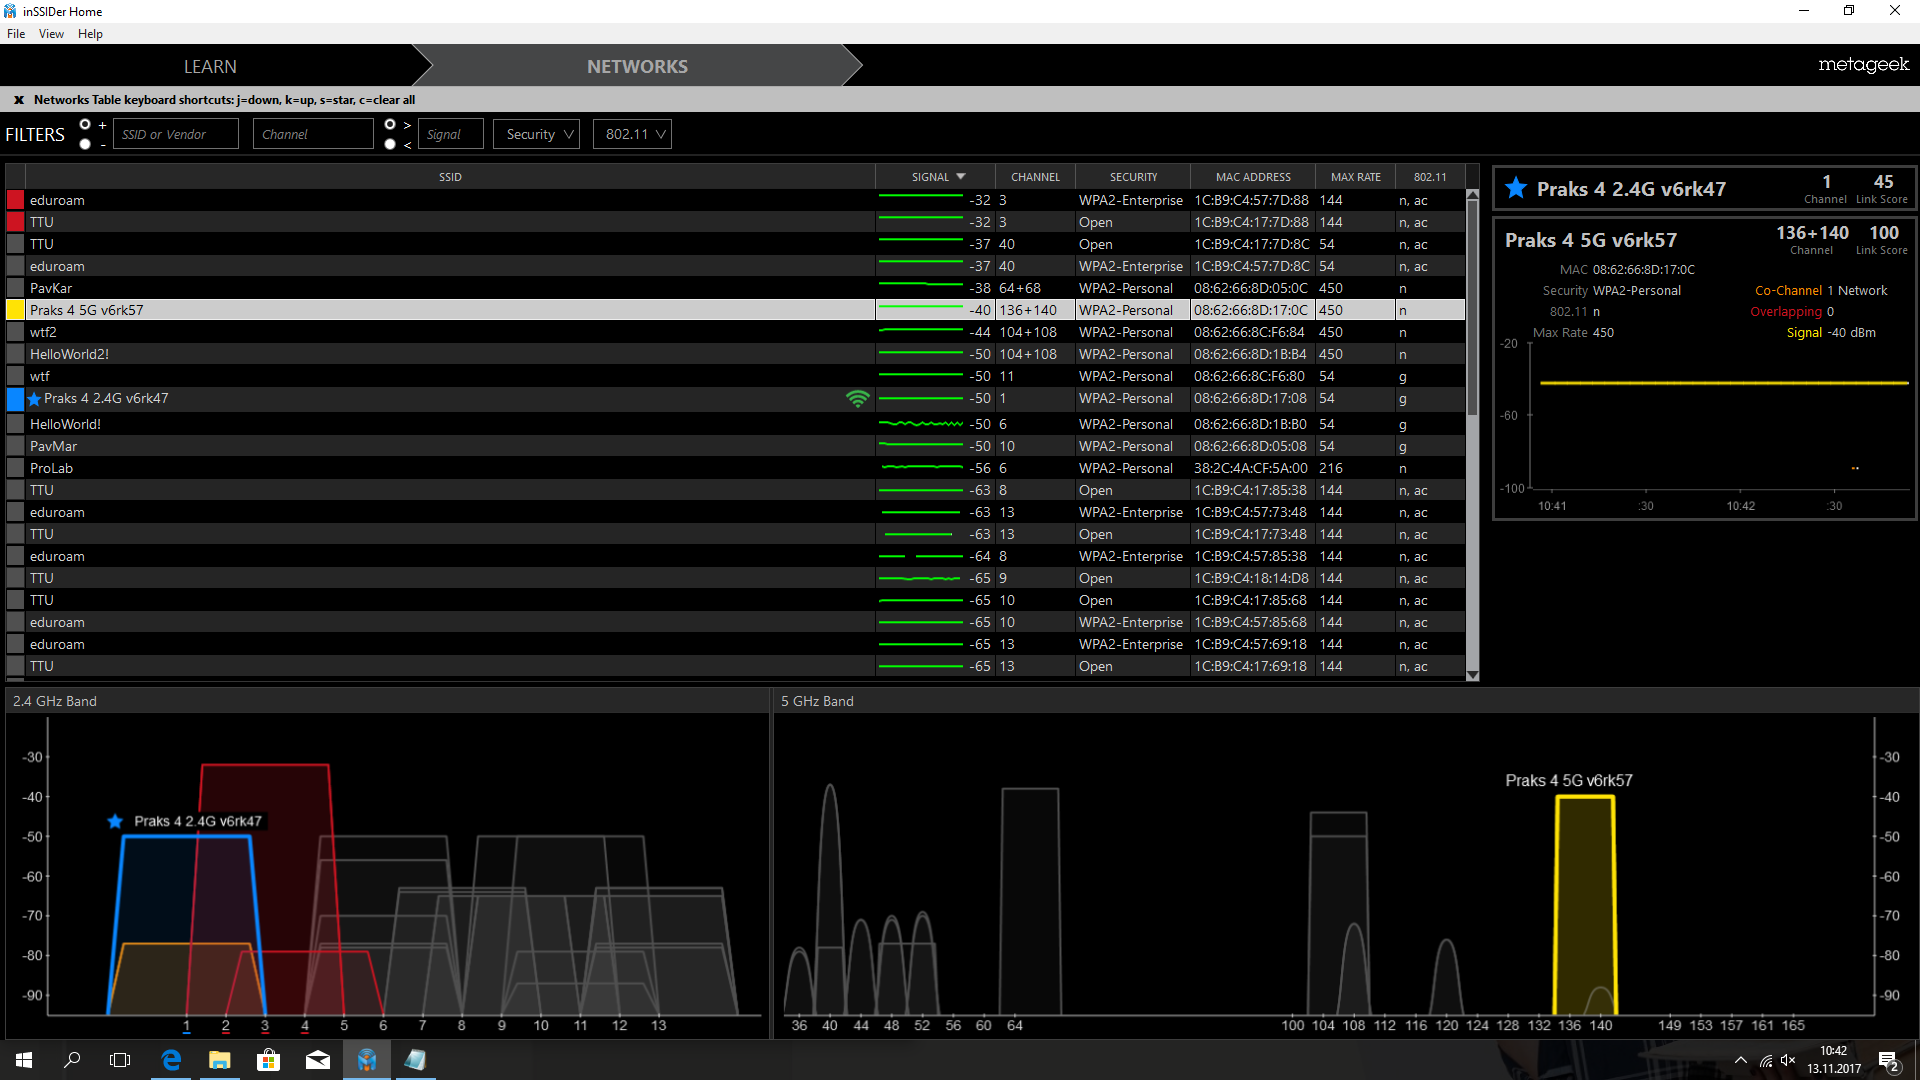 inSSIDer Home
File View Help
LEARN NETWORKS metageek
x Networks Table keyboard shortcuts: j=down, k=up, s=star, c=clear all
FILTERS + - SSID or Vendor Channel > < Signal Security 802.11
SSID SIGNAL CHANNEL SECURITY MAC ADDRESS MAX RATE 802.11
eduroam -32 3 WPA2-Enterprise 1C:B9:C4:57:7D:88 144 n, ac
TTU -32 3 Open 1C:B9:C4:17:7D:88 144 n, ac
TTU -37 40 Open 1C:B9:C4:17:7D:8C 54 n, ac
eduroam -37 40 WPA2-Enterprise 1C:B9:C4:57:7D:8C 54 n, ac
PavKar -38 64+68 WPA2-Personal 08:62:66:8D:05:0C 450 n
Praks 4 5G v6rk57 -40 136+140 WPA2-Personal 08:62:66:8D:17:0C 450 n
wtf2 -44 104+108 WPA2-Personal 08:62:66:8C:F6:84 450 n
HelloWorld2! -50 104+108 WPA2-Personal 08:62:66:8D:1B:B4 450 n
wtf -50 11 WPA2-Personal 08:62:66:8C:F6:80 54 g
Praks 4 2.4G v6rk47 -50 1 WPA2-Personal 08:62:66:8D:17:08 54 g
HelloWorld! -50 6 WPA2-Personal 08:62:66:8D:1B:B0 54 g
PavMar -50 10 WPA2-Personal 08:62:66:8D:05:08 54 g
ProLab -56 6 WPA2-Personal 38:2C:4A:CF:5A:00 216 n
TTU -63 8 Open 1C:B9:C4:17:85:38 144 n, ac
eduroam -63 13 WPA2-Enterprise 1C:B9:C4:57:73:48 144 n, ac
TTU -63 13 Open 1C:B9:C4:17:73:48 144 n, ac
eduroam -64 8 WPA2-Enterprise 1C:B9:C4:57:85:38 144 n, ac
TTU -65 9 Open 1C:B9:C4:18:14:D8 144 n, ac
TTU -65 10 Open 1C:B9:C4:17:85:68 144 n, ac
eduroam -65 10 WPA2-Enterprise 1C:B9:C4:57:85:68 144 n, ac
eduroam -65 13 WPA2-Enterprise 1C:B9:C4:57:69:18 144 n, ac
TTU -65 13 Open 1C:B9:C4:17:69:18 144 n, ac
Praks 4 2.4G v6rk47 1 45
Channel Link Score
Praks 4 5G v6rk57 136+140 100
Channel Link Score
MAC 08:62:66:8D:17:0C
Security WPA2-Personal Co-Channel 1 Network
802.11 n Overlapping 0
Max Rate 450 Signal -40 dBm
-20
-60
-100
10:41 :30 10:42 :30
2.4 GHz Band
-30
-40
Praks 4 2.4G v6rk47
-50
-60
-70
-80
-90
1 2 3 4 5 6 7 8 9 10 11 12 13
5 GHz Band
-30
Praks 4 5G v6rk57
-40
-50
-60
-70
-80
-90
36 40 44 48 52 56 60 64 100 104 108 112 116 120 124 128 132 136 140 149 153 157 161 165
10:42
13.11.2017
2